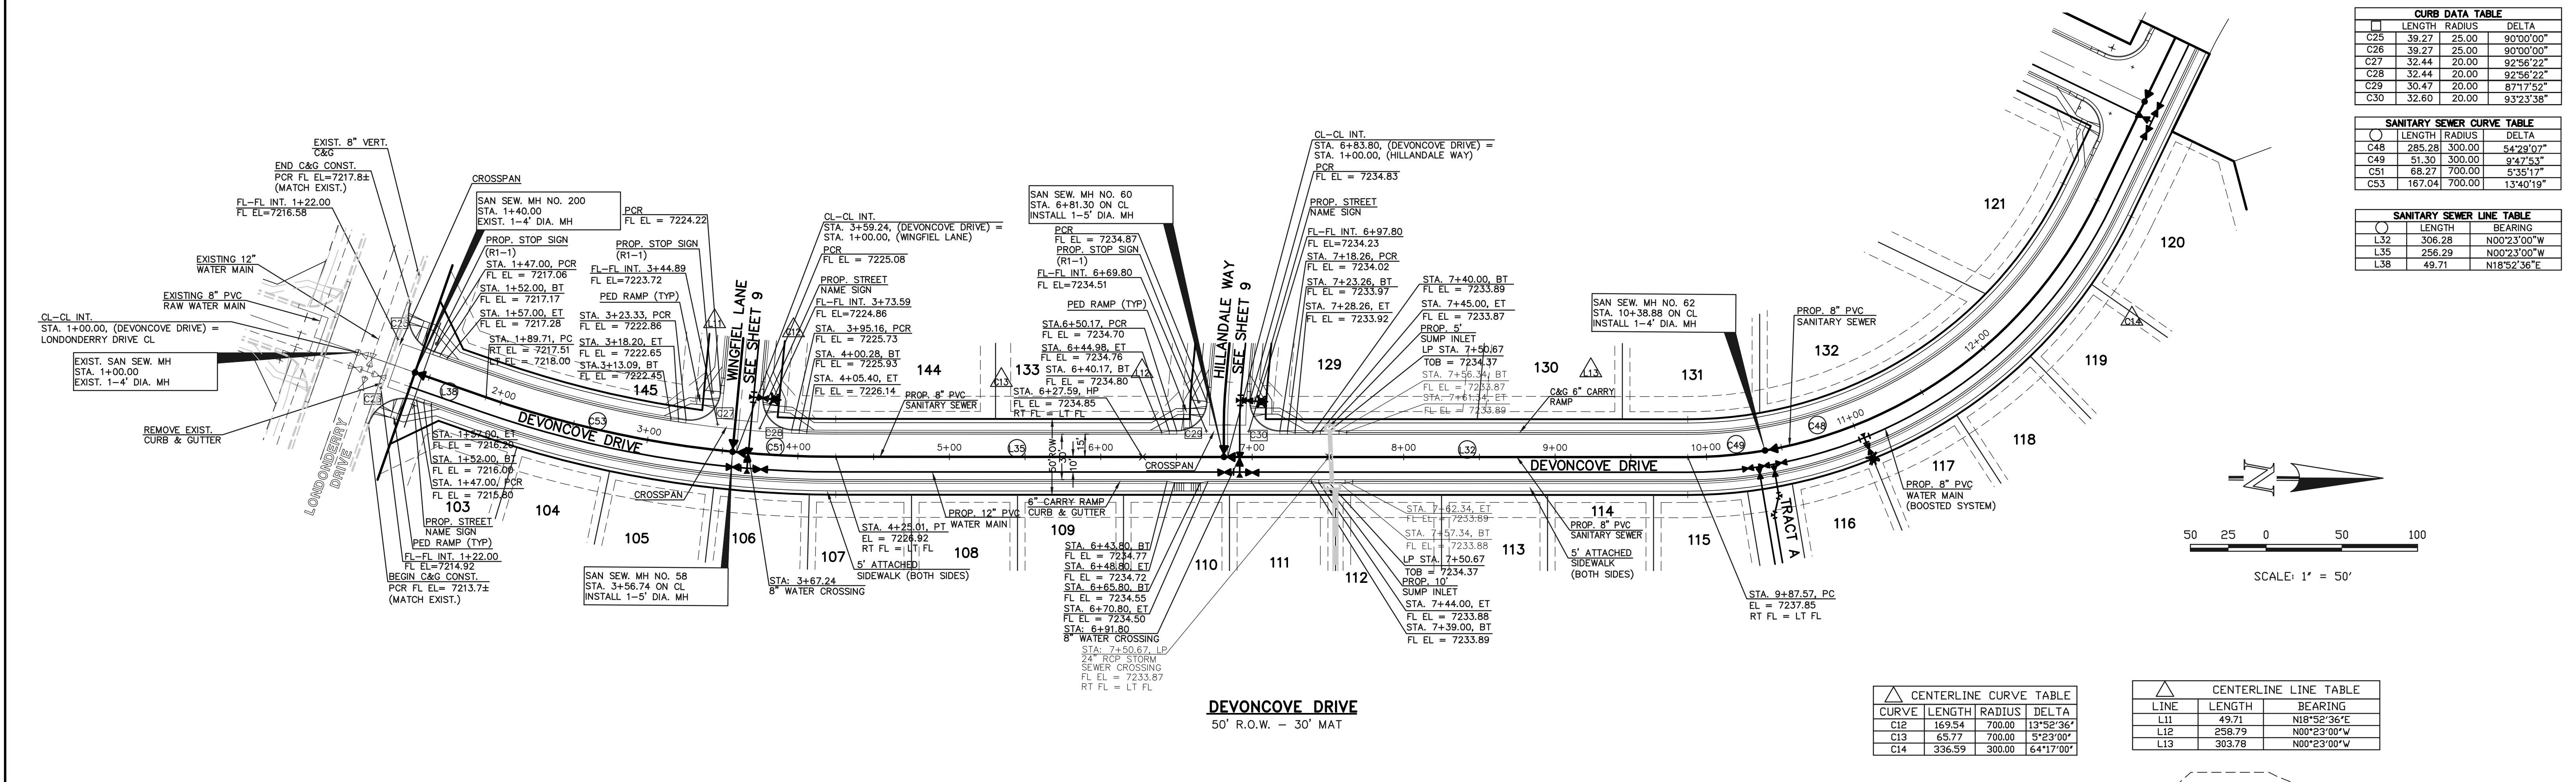 EXIST. 8" VERT.
C&G
END C&G CONST.
PCR FL EL=7217.8±
(MATCH EXIST.)
FL-FL INT. 1+22.00
FL EL=7216.58
EXISTING 12"
WATER MAIN
EXISTING 8" PVC
RAW WATER MAIN
CL-CL INT.
STA. 1+00.00, (DEVONCOVE DRIVE) =
LONDONDERRY DRIVE CL
EXIST. SAN SEW. MH
STA. 1+00.00
EXIST. 1-4' DIA. MH
REMOVE EXIST.
CURB & GUTTER
LONDONDERRY
DRIVE
CROSSPAN
SAN SEW. MH NO. 200
STA. 1+40.00
EXIST. 1-4' DIA. MH
PROP. STOP SIGN
(R1-1)
STA. 1+47.00, PCR
FL EL = 7217.06
STA. 1+52.00, BT
FL EL = 7217.17
STA. 1+57.00, ET
FL EL = 7217.28
STA. 1+89.71, PC
RT EL = 7217.51
LT FL = 7218.00
PCR
FL EL = 7224.22
PROP. STOP SIGN
(R1-1)
FL-FL INT. 3+44.89
FL EL=7223.72
PED RAMP (TYP)
STA. 3+23.33, PCR
FL EL = 7222.86
STA. 3+18.20, ET
FL EL = 7222.65
STA.3+13.09, BT
FL EL = 7222.45
145
L11
WINGFIEL LANE
SEE SHEET 9
C12
CL-CL INT.
STA. 3+59.24, (DEVONCOVE DRIVE) =
STA. 1+00.00, (WINGFIEL LANE)
PCR
FL EL = 7225.08
PROP. STREET
NAME SIGN
FL-FL INT. 3+73.59
FL EL=7224.86
STA. 3+95.16, PCR
FL EL = 7225.73
STA. 4+00.28, BT
FL EL = 7225.93
STA. 4+05.40, ET
FL EL = 7226.14
144
PROP. 8" PVC
SANITARY SEWER
133
C13
SAN SEW. MH NO. 60
STA. 6+81.30 ON CL
INSTALL 1-5' DIA. MH
PCR
FL EL = 7234.87
PROP. STOP SIGN
(R1-1)
FL-FL INT. 6+69.80
FL EL=7234.51
PED RAMP (TYP)
STA.6+50.17, PCR
FL EL = 7234.70
STA. 6+44.98, ET
FL EL = 7234.76
STA. 6+40.17, BT
FL EL = 7234.80
STA. 6+27.59, HP
FL EL = 7234.85
RT FL = LT FL
L12
HILLANDALE WAY
SEE SHEET 9
CL-CL INT.
STA. 6+83.80, (DEVONCOVE DRIVE) =
STA. 1+00.00, (HILLANDALE WAY)
PCR
FL EL = 7234.83
PROP. STREET
NAME SIGN
FL-FL INT. 6+97.80
FL EL=7234.23
STA. 7+18.26, PCR
FL EL = 7234.02
STA. 7+23.26, BT
FL EL = 7233.97
STA. 7+28.26, ET
FL EL = 7233.92
129
STA. 7+40.00, BT
FL EL = 7233.89
STA. 7+45.00, ET
FL EL = 7233.87
PROP. 5'
SUMP INLET
LP STA. 7+50.67
TOB = 7234.37
STA. 7+56.34, BT
FL EL = 7233.87
STA. 7+61.34, ET
FL EL = 7233.89
130
L13
C&G 6" CARRY
RAMP
131
SAN SEW. MH NO. 62
STA. 10+38.88 ON CL
INSTALL 1-4' DIA. MH
PROP. 8" PVC
SANITARY SEWER
132
121
120
C14
119
118
117
116
C23
C23
L38
2+00
C53
3+00
DEVONCOVE DRIVE
C27
C28
C51
4+00
5+00
L35
50' ROW
30'
10'
15'
6+00
CROSSPAN
C29
7+00
C30
8+00
L32
9+00
DEVONCOVE DRIVE
10+00
C49
C48
11+00
12+00
PROP. 8" PVC
WATER MAIN
(BOOSTED SYSTEM)
TRACT A
STA. 1+57.00, ET
FL EL = 7216.20
STA. 1+52.00, BT
FL EL = 7216.00
STA. 1+47.00, PCR
FL EL = 7215.80
103
PROP. STREET
NAME SIGN
PED RAMP (TYP)
FL-FL INT. 1+22.00
FL EL=7214.92
BEGIN C&G CONST.
PCR FL EL= 7213.7±
(MATCH EXIST.)
104
105
CROSSPAN
106
SAN SEW. MH NO. 58
STA. 3+56.74 ON CL
INSTALL 1-5' DIA. MH
STA: 3+67.24
8" WATER CROSSING
107
5' ATTACHED
SIDEWALK (BOTH SIDES)
STA. 4+25.01, PT
EL = 7226.92
RT FL = LT FL
108
PROP. 12" PVC
WATER MAIN
6" CARRY RAMP
CURB & GUTTER
109
STA. 6+43.80, BT
FL EL = 7234.77
STA. 6+48.80, ET
FL EL = 7234.72
STA. 6+65.80, BT
FL EL = 7234.55
STA. 6+70.80, ET
FL EL = 7234.50
STA: 6+91.80
8" WATER CROSSING
STA: 7+50.67, LP
24" RCP STORM
SEWER CROSSING
FL EL = 7233.87
RT FL = LT FL
110
111
112
STA. 7+62.34, ET
FL EL = 7233.89
STA. 7+57.34, BT
FL EL = 7233.88
LP STA. 7+50.67
TOB = 7234.37
PROP. 10'
SUMP INLET
STA. 7+44.00, ET
FL EL = 7233.88
STA. 7+39.00, BT
FL EL = 7233.89
113
114
PROP. 8" PVC
SANITARY SEWER
5' ATTACHED
SIDEWALK
(BOTH SIDES)
115
STA. 9+87.57, PC
EL = 7237.85
RT FL = LT FL
DEVONCOVE DRIVE
50' R.O.W. - 30' MAT
CURB DATA TABLE
LENGTH RADIUS DELTA
C25 39.27 25.00 90°00'00"
C26 39.27 25.00 90°00'00"
C27 32.44 20.00 92°56'22"
C28 32.44 20.00 92°56'22"
C29 30.47 20.00 87°17'52"
C30 32.60 20.00 93°23'38"
SANITARY SEWER CURVE TABLE
LENGTH RADIUS DELTA
C48 285.28 300.00 54°29'07"
C49 51.30 300.00 9°47'53"
C51 68.27 700.00 5°35'17"
C53 167.04 700.00 13°40'19"
SANITARY SEWER LINE TABLE
LENGTH BEARING
L32 306.28 N00°23'00"W
L35 256.29 N00°23'00"W
L38 49.71 N18°52'36"E
N
50 25 0 50 100
SCALE: 1" = 50'
CENTERLINE CURVE TABLE
CURVE LENGTH RADIUS DELTA
C12 169.54 700.00 13°52'36"
C13 65.77 700.00 5°23'00"
C14 336.59 300.00 64°17'00"
CENTERLINE LINE TABLE
LINE LENGTH BEARING
L11 49.71 N18°52'36"E
L12 258.79 N00°23'00"W
L13 303.78 N00°23'00"W